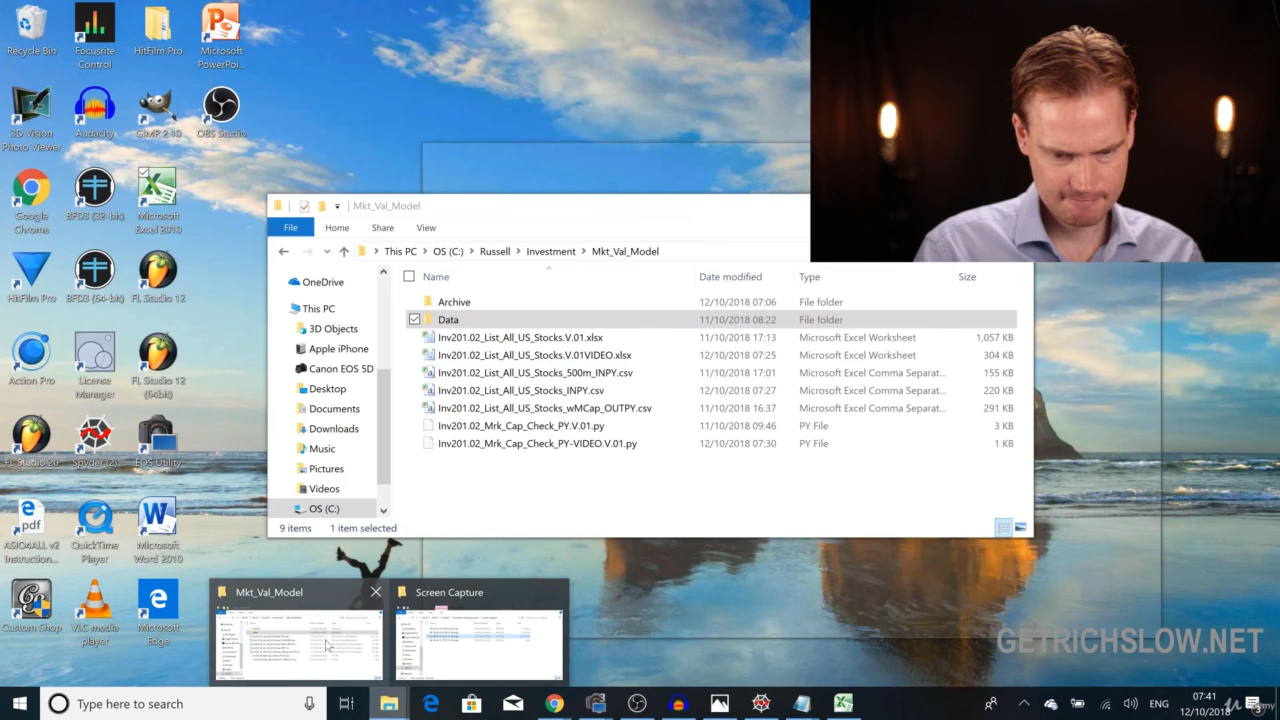 Recycle Bin
Focusrite Control
HitFilm Pro
Microsoft PowerPoi...
3D Vision Photo Viewer
Audacity
GIMP 2.10
OBS Studio
Google Chrome
BFD3 (32-bit)
Microsoft Excel 2010
HitFilm Pro
BFD3 (64-bit)
FL Studio 12
Action Pro
License Manager
FL Studio 12 (64bit)
FL Studio 20
Spyder (2)
EOS Utility
ASIO4ALL v2 Instruction...
QuickTime Player
Microsoft Word 2010
Custom Shop
VLC media player
Microsoft Edge
Mkt_Val_Model
File Home Share View
This PC > OS (C:) > Russell > Investment > Mkt_Val_Model
OneDrive
This PC
3D Objects
Apple iPhone
Canon EOS 5D
Desktop
Documents
Downloads
Music
Pictures
Videos
OS (C:)
Name Date modified Type Size
Archive 12/10/2018 07:06 File folder
Data 11/10/2018 08:22 File folder
Inv201.02_List_All_US_Stocks.V.01.xlsx 11/10/2018 17:13 Microsoft Excel Worksheet 1,057 KB
Inv201.02_List_All_US_Stocks.V.01VIDEO.xlsx 12/10/2018 07:25 Microsoft Excel Worksheet 304 KB
Inv201.02_List_All_US_Stocks_500m_INPY.csv 11/10/2018 17:01 Microsoft Excel Comma Separat... 155 KB
Inv201.02_List_All_US_Stocks_INPY.csv 12/10/2018 07:27 Microsoft Excel Comma Separat... 220 KB
Inv201.02_List_All_US_Stocks_wMCap_OUTPY.csv 11/10/2018 16:37 Microsoft Excel Comma Separat... 291 KB
Inv201.02_Mrk_Cap_Check_PY.V.01.py 11/10/2018 09:46 PY File 3 KB
Inv201.02_Mrk_Cap_Check_PY-VIDEO.V.01.py 12/10/2018 07:30 PY File 1 KB
9 items 1 item selected
Mkt_Val_Model
Screen Capture
Type here to search
ENG
07:41
12/10/2018